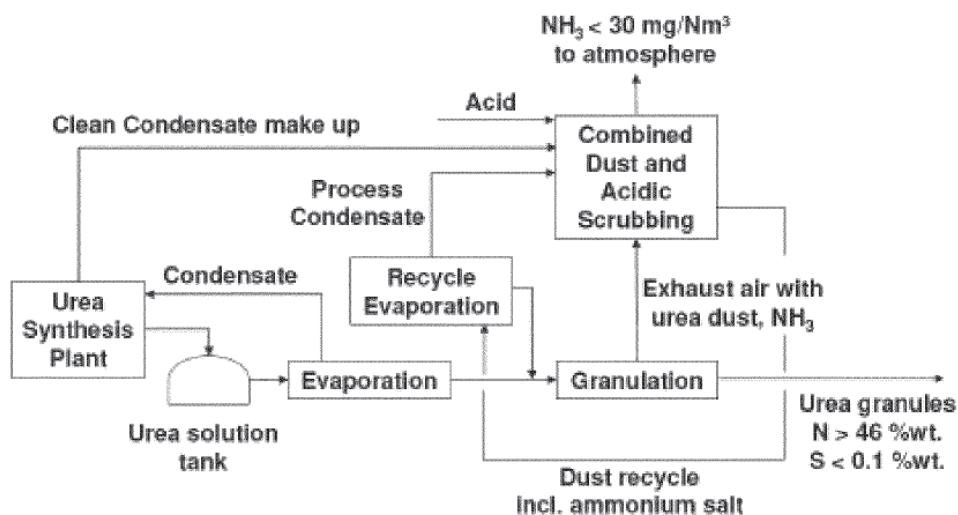 NH₃ < 30 mg/Nm³
to atmosphere
Acid
Clean Condensate make up
Combined
Dust and
Acidic
Scrubbing
Process
Condensate
Condensate
Recycle
Evaporation
Exhaust air with
urea dust, NH₃
Urea
Synthesis
Plant
Evaporation
Granulation
Urea solution
tank
Urea granules
N > 46 %wt.
S < 0.1 %wt.
Dust recycle
incl. ammonium salt